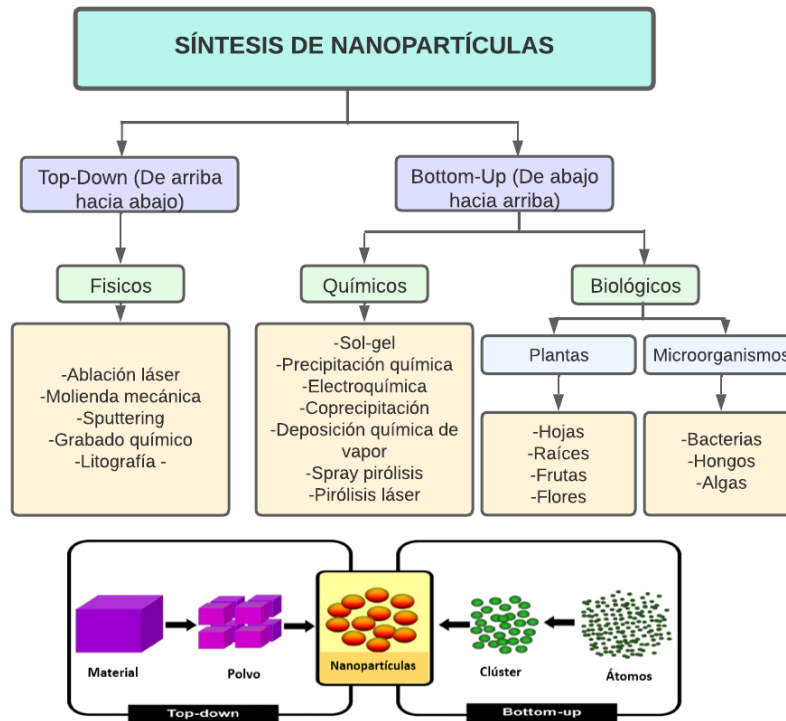 SÍNTESIS DE NANOPARTÍCULAS
Top-Down (De arriba
hacia abajo)
Bottom-Up (De abajo
hacia arriba)
Fisicos
Químicos
Biológicos
-Ablación láser
-Molienda mecánica
-Sputtering
-Grabado químico
-Litografía -
-Sol-gel
-Precipitación química
-Electroquímica
-Coprecipitación
-Deposición química de
vapor
-Spray pirólisis
-Pirólisis láser
Plantas
Microorganismos
-Hojas
-Raíces
-Frutas
-Flores
-Bacterias
-Hongos
-Algas
Material
Polvo
Nanopartículas
Clúster
Átomos
Top-down
Bottom-up